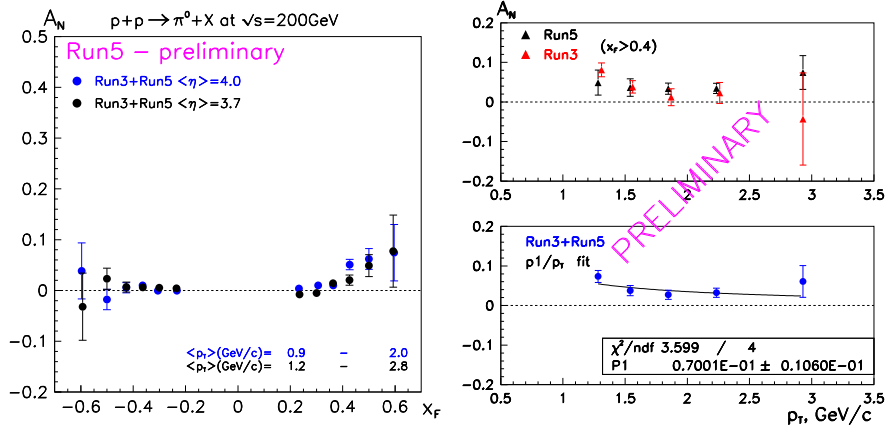 A_N
p+p → π⁰+X at √s=200GeV
Run5 – preliminary
Run3+Run5 <η>=4.0
Run3+Run5 <η>=3.7
0.5
0.4
0.3
0.2
0.1
0
−0.1
−0.2
<p_T>(GeV/c)= 0.9 – 2.0
<p_T>(GeV/c)= 1.2 – 2.8
−0.6 −0.4 −0.2 0 0.2 0.4 0.6 x_F
A_N
Run5
Run3
(x_F>0.4)
0.2
0.1
0
−0.1
−0.2
0.5 1 1.5 2 2.5 3 3.5
PRELIMINARY
Run3+Run5
p1/p_T fit
0.2
0.1
0
−0.1
−0.2
χ²/ndf 3.599 / 4
P1 0.7001E−01 ± 0.1060E−01
0.5 1 1.5 2 2.5 3 3.5
p_T, GeV/c